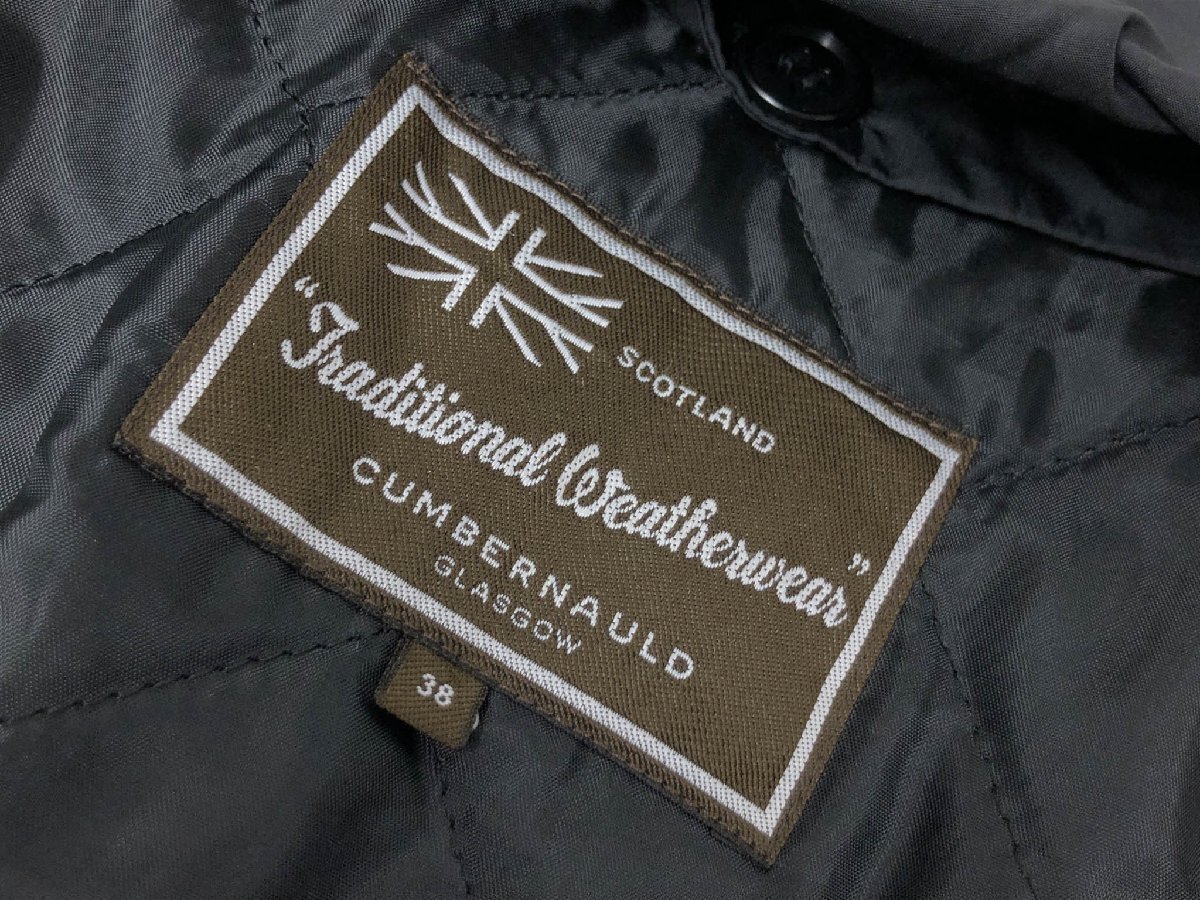 SCOTLAND
“Traditional Weatherwear”
CUMBERNAULD
GLASGOW
38